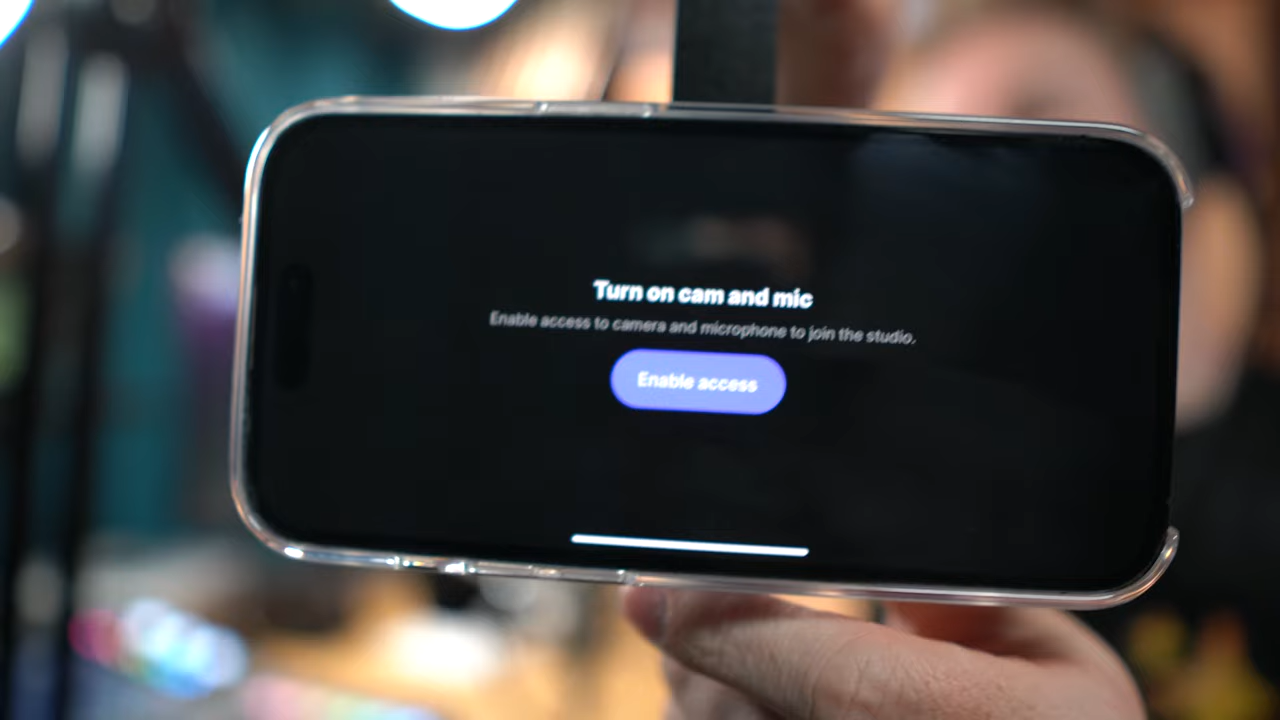 Turn on cam and mic
Enable access to camera and microphone to join the studio.
Enable access